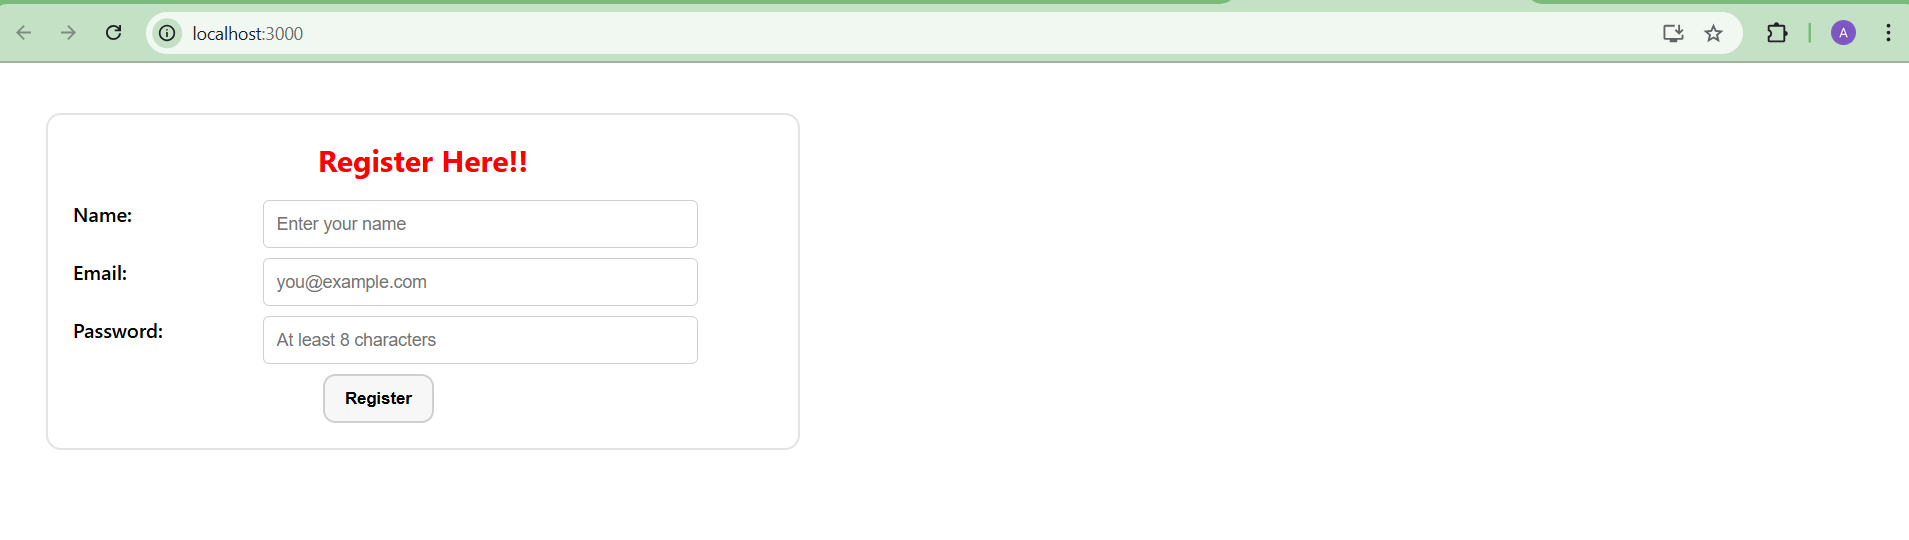 localhost:3000
A
Register Here!!
Name:
Enter your name
Email:
you@example.com
Password:
At least 8 characters
Register